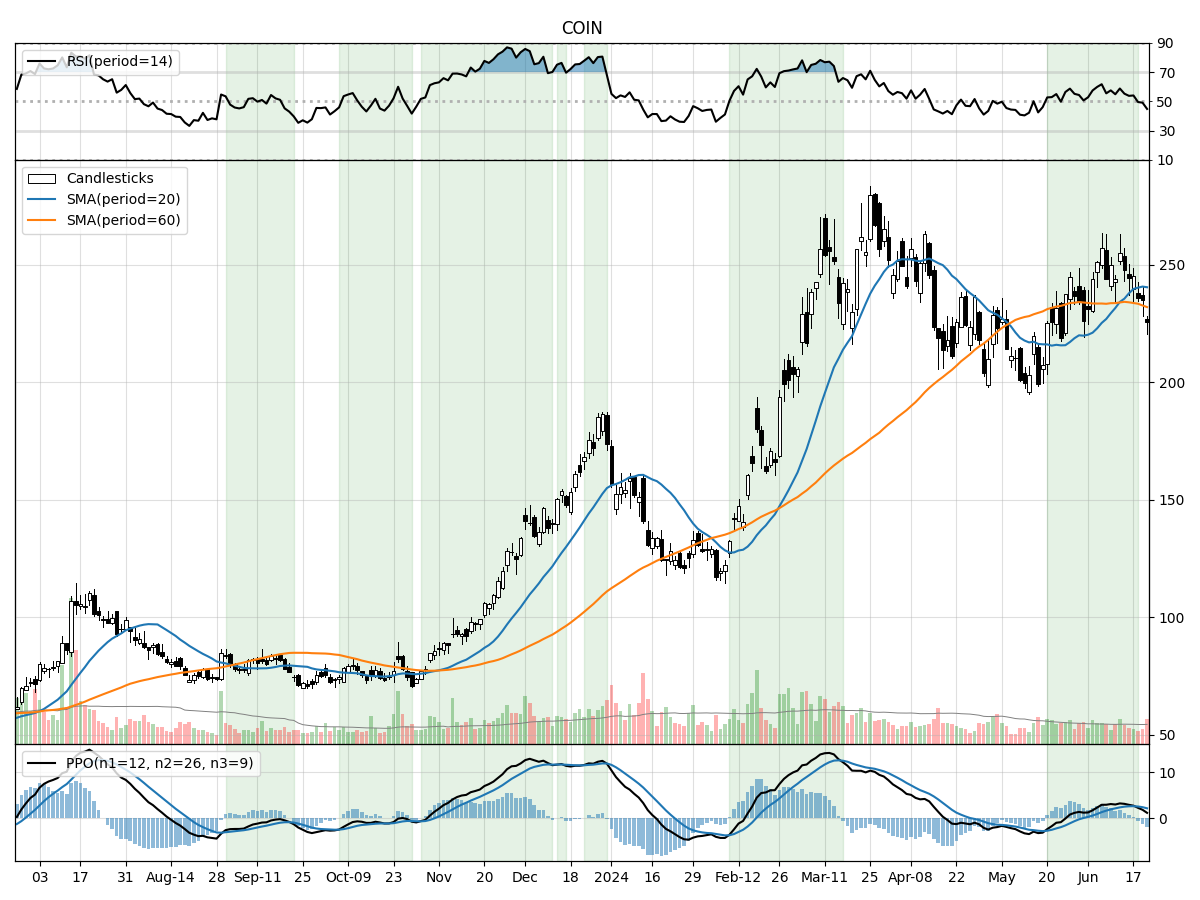 COIN
RSI(period=14)
90
70
50
30
10
Candlesticks
SMA(period=20)
SMA(period=60)
250
200
150
100
50
PPO(n1=12, n2=26, n3=9)
10
0
03 17 31 Aug-14 28 Sep-11 25 Oct-09 23 Nov 20 Dec 18 2024 16 29 Feb-12 26 Mar-11 25 Apr-08 22 May 20 Jun 17